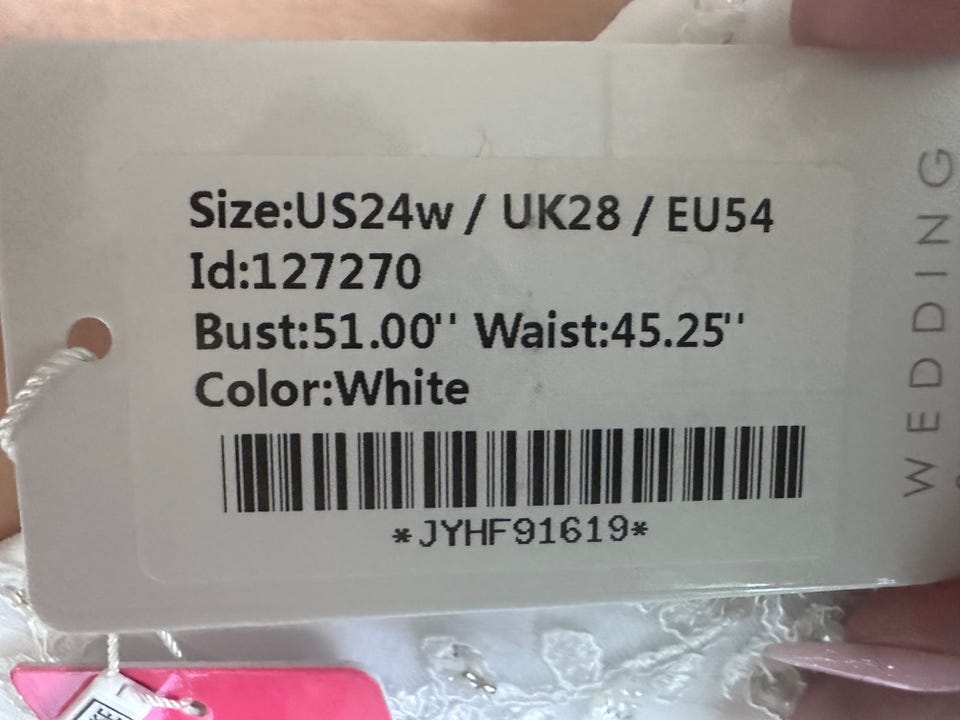 Size:US24w / UK28 / EU54
Id:127270
Bust:51.00'' Waist:45.25''
Color:White
*JYHF91619*
WEDDING